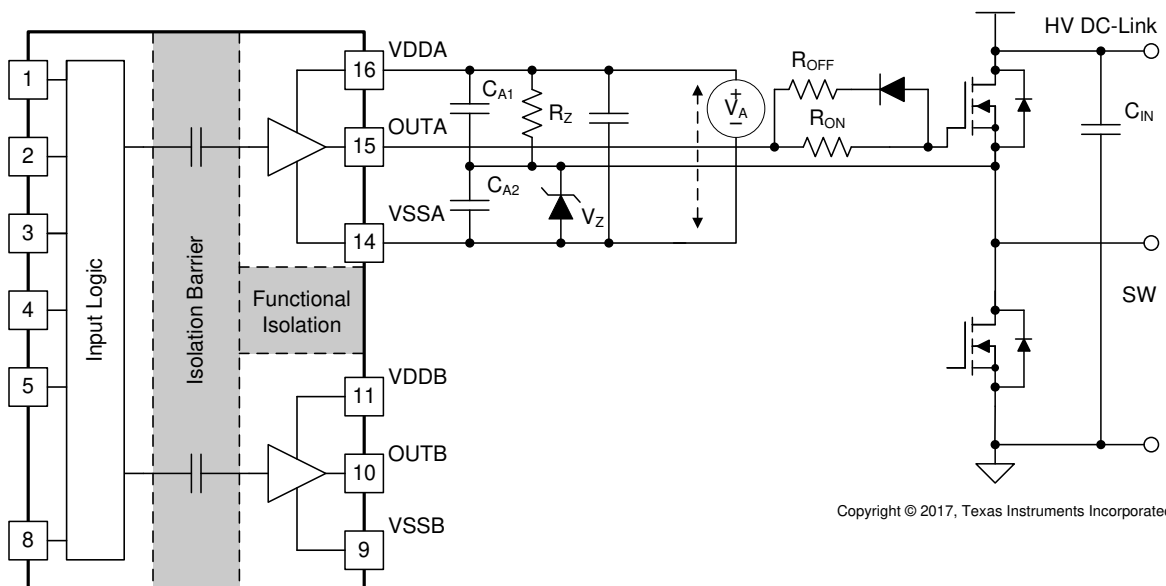 1
2
3
4
5
8
Input Logic
Isolation Barrier
Functional
Isolation
VDDA
16
OUTA
15
VSSA
14
VDDB
11
OUTB
10
VSSB
9
CA1
RZ
CA2
VZ
+
VA
−
ROFF
RON
HV DC-Link
CIN
SW
Copyright © 2017, Texas Instruments Incorporated